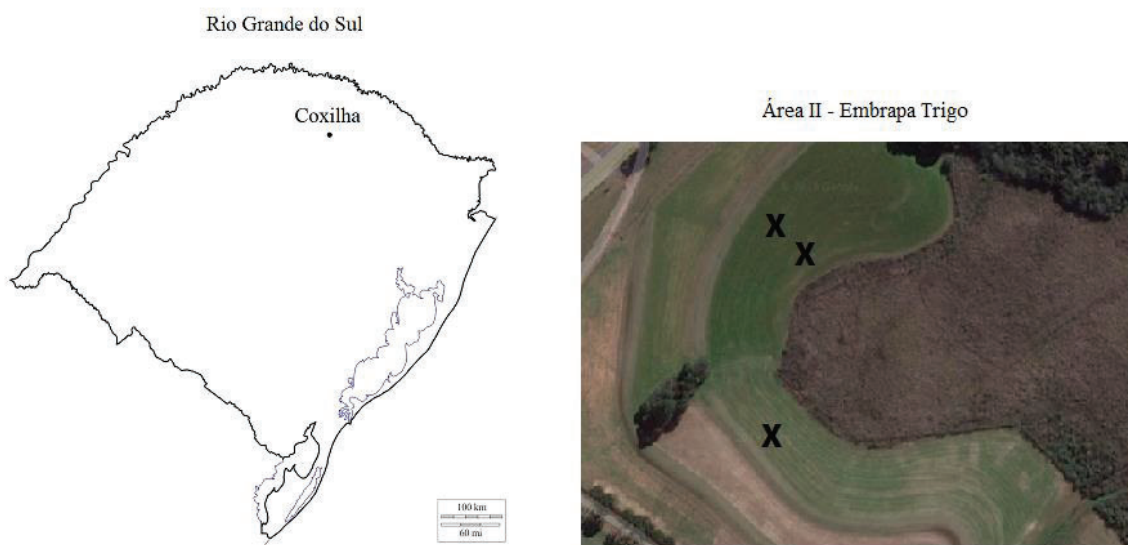 Rio Grande do Sul
Coxilha
100 km
60 mi
Área II - Embrapa Trigo
X
X
X